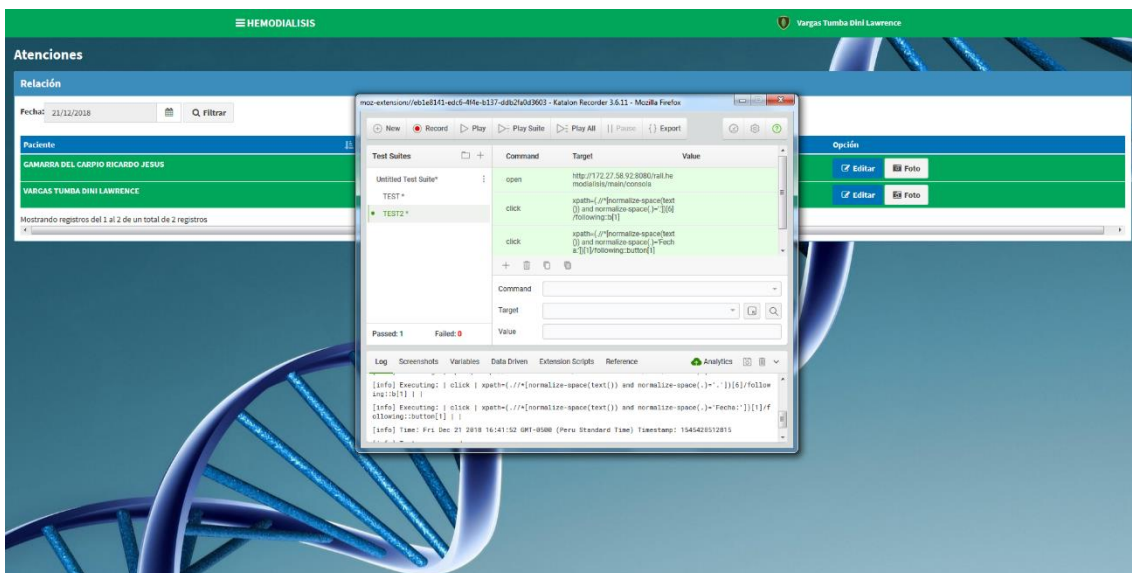 HEMODIALISIS
Vargas Tumba Dini Lawrence
Atenciones
Relación
Fecha: 21/12/2018 Filtrar
Paciente
Opción
GAMARRA DEL CARPIO RICARDO JESUS
Editar Foto
VARGAS TUMBA DINI LAWRENCE
Editar Foto
Mostrando registros del 1 al 2 de un total de 2 registros
moz-extension://eb1e8141-edc6-4f4e-b137-ddb2fa0d3603 - Katalon Recorder 3.6.11 - Mozilla Firefox
New Record Play Play Suite Play All Pause Export
Test Suites
Untitled Test Suite*
TEST *
TEST2 *
Passed: 1 Failed: 0
Command Target Value
open
http://172.27.58.92:8080/rall.he
modialisis/main/consola
click
xpath=(.//*[normalize-space(text
()) and normalize-space(.)='.'])[6]
/following::b[1]
click
xpath=(.//*[normalize-space(text
()) and normalize-space(.)='Fech
a:'])[1]/following::button[1]
Command
Target
Value
Log Screenshots Variables Data Driven Extension Scripts Reference Analytics
[info] Executing: | click | xpath=(.//*[normalize-space(text()) and normalize-space(.)='.'])[6]/follow
ing::b[1] | |
[info] Executing: | click | xpath=(.//*[normalize-space(text()) and normalize-space(.)='Fecha:'])[1]/f
ollowing::button[1] | |
[info] Time: Fri Dec 21 2018 16:41:52 GMT-0500 (Peru Standard Time) Timestamp: 1545428512815